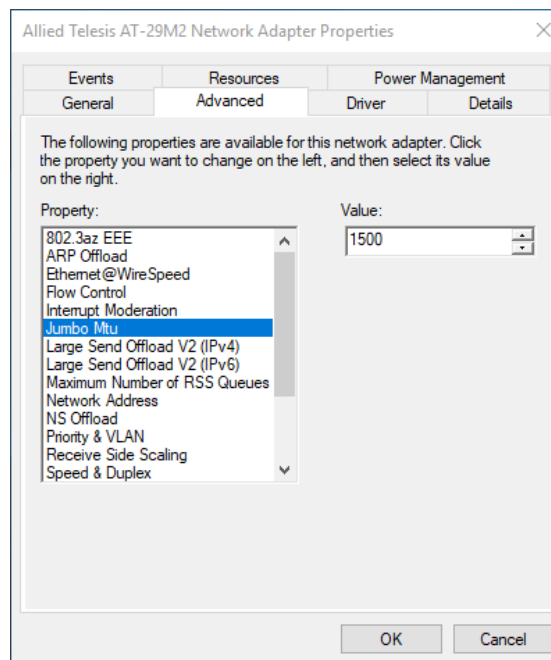 Allied Telesis AT-29M2 Network Adapter Properties
Events Resources Power Management
General Advanced Driver Details
The following properties are available for this network adapter. Click
the property you want to change on the left, and then select its value
on the right.
Property:
Value:
802.3az EEE
ARP Offload
Ethernet@WireSpeed
Flow Control
Interrupt Moderation
Jumbo Mtu
Large Send Offload V2 (IPv4)
Large Send Offload V2 (IPv6)
Maximum Number of RSS Queues
Network Address
NS Offload
Priority & VLAN
Receive Side Scaling
Speed & Duplex
1500
OK Cancel